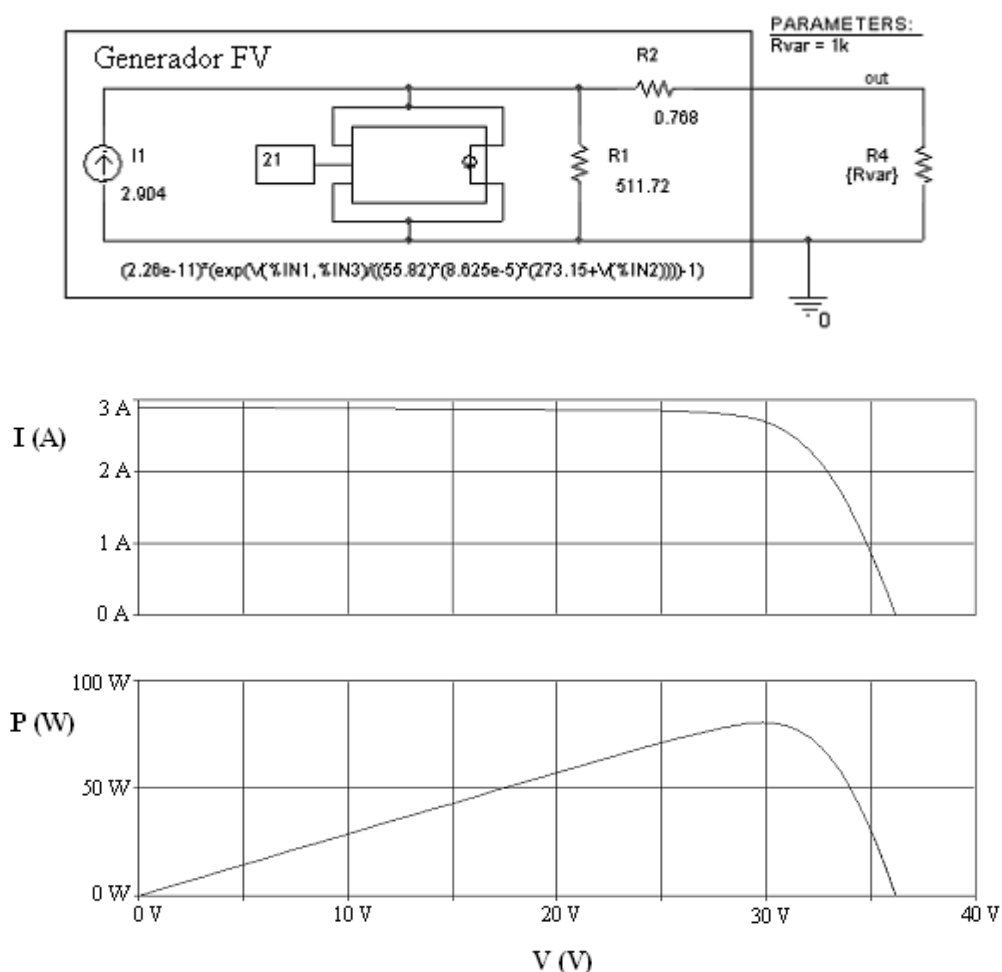 PARAMETERS:
Rvar = 1k
Generador FV
R2
out
0.768
I1
2.904
21
R1
511.72
R4
{Rvar}
(2.26e-11)*(exp(V(%IN1,%IN3)/((55.82)*(8.625e-5)*(273.15+V(%IN2))))-1)
0
I (A)
3 A
2 A
1 A
0 A
P (W)
100 W
50 W
0 W
0 V
10 V
20 V
30 V
40 V
V (V)